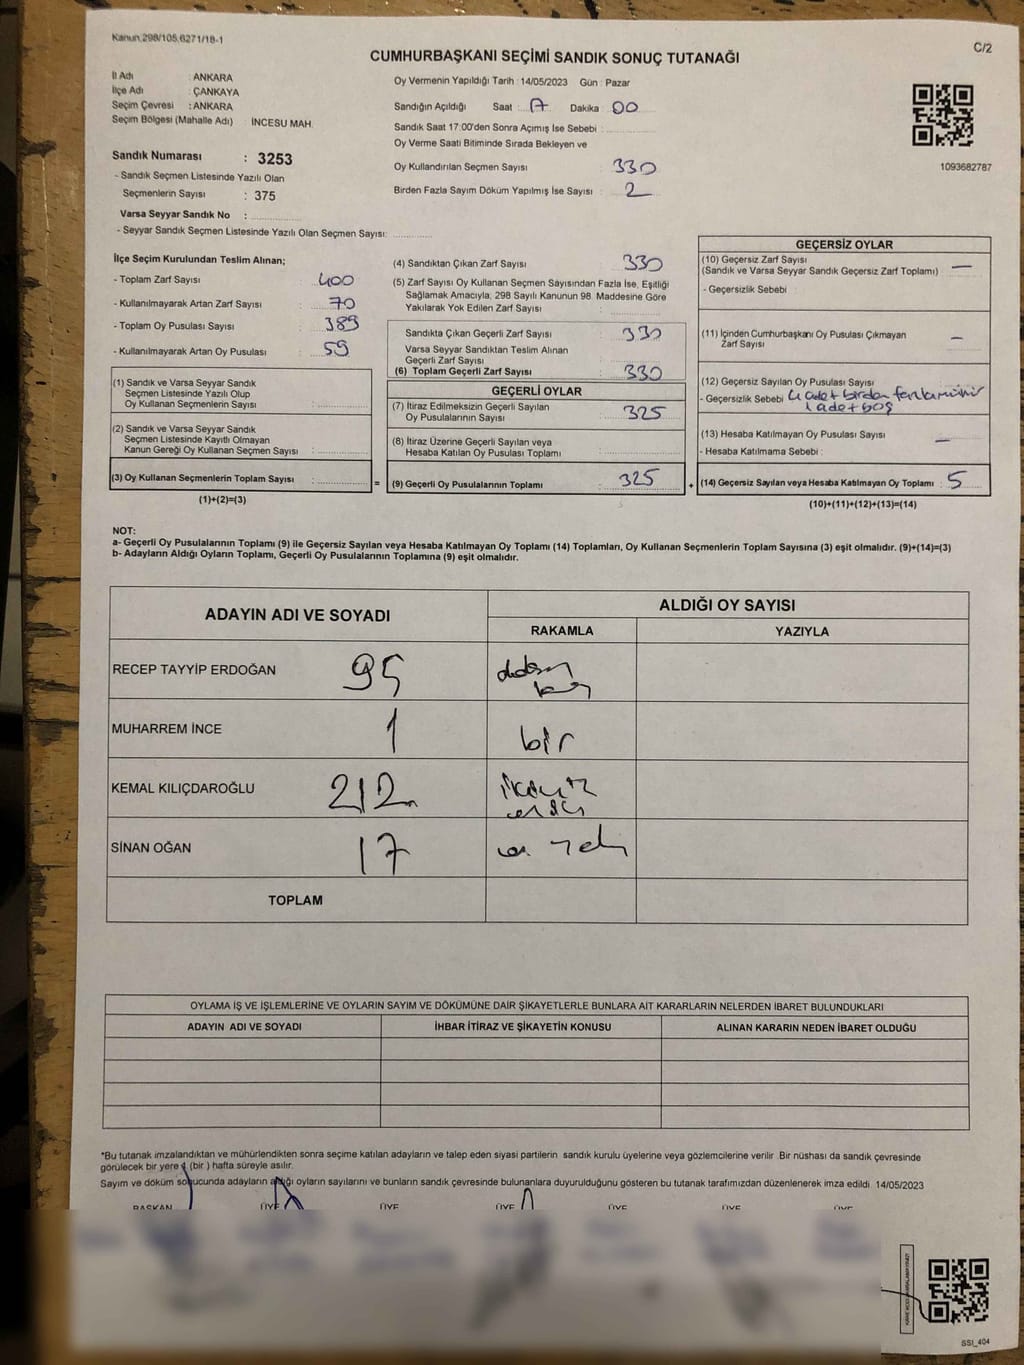 Kanun 298/105.6271/18-1
C/2
CUMHURBAŞKANI SEÇİMİ SANDIK SONUÇ TUTANAĞI
İl Adı : ANKARA
İlçe Adı : ÇANKAYA
Seçim Çevresi : ANKARA
Seçim Bölgesi (Mahalle Adı) : İNCESU MAH.
Sandık Numarası : 3253
- Sandık Seçmen Listesinde Yazılı Olan
Seçmenlerin Sayısı : 375
Varsa Seyyar Sandık No :
- Seyyar Sandık Seçmen Listesinde Yazılı Olan Seçmen Sayısı:
Oy Vermenin Yapıldığı Tarih : 14/05/2023 Gün : Pazar
Sandığın Açıldığı Saat : 17 Dakika : 00
Sandık Saat 17:00'den Sonra Açımış İse Sebebi :
Oy Verme Saati Bitiminde Sırada Bekleyen ve
Oy Kullandırılan Seçmen Sayısı : 330
Birden Fazla Sayım Döküm Yapılmış İse Sayısı : 2
1093682787
İlçe Seçim Kurulundan Teslim Alınan;
- Toplam Zarf Sayısı : 400
- Kullanılmayarak Artan Zarf Sayısı : 70
- Toplam Oy Pusulası Sayısı : 389
- Kullanılmayarak Artan Oy Pusulası : 59
(1) Sandık ve Varsa Seyyar Sandık
Seçmen Listesinde Yazılı Olup
Oy Kullanan Seçmenlerin Sayısı :
(2) Sandık ve Varsa Seyyar Sandık
Seçmen Listesinde Kayıtlı Olmayan
Kanun Gereği Oy Kullanan Seçmen Sayısı :
(3) Oy Kullanan Seçmenlerin Toplam Sayısı :
(1)+(2)=(3)
(4) Sandıktan Çıkan Zarf Sayısı : 330
(5) Zarf Sayısı Oy Kullanan Seçmen Sayısından Fazla İse, Eşitliği
Sağlamak Amacıyla, 298 Sayılı Kanunun 98. Maddesine Göre
Yakılarak Yok Edilen Zarf Sayısı :
Sandıkta Çıkan Geçerli Zarf Sayısı : 330
Varsa Seyyar Sandıktan Teslim Alınan
Geçerli Zarf Sayısı :
(6) Toplam Geçerli Zarf Sayısı : 330
GEÇERLİ OYLAR
(7) İtiraz Edilmeksizin Geçerli Sayılan
Oy Pusulalarının Sayısı : 325
(8) İtiraz Üzerine Geçerli Sayılan veya
Hesaba Katılan Oy Pusulası Toplamı :
= (9) Geçerli Oy Pusulalarının Toplamı : 325
GEÇERSİZ OYLAR
(10) Geçersiz Zarf Sayısı : —
(Sandık ve Varsa Seyyar Sandık Geçersiz Zarf Toplamı)
- Geçersizlik Sebebi :
(11) İçinden Cumhurbaşkanı Oy Pusulası Çıkmayan
Zarf Sayısı : —
(12) Geçersiz Sayılan Oy Pusulası Sayısı :
- Geçersizlik Sebebi 4 adet birden fazla mühür
1 adet boş
(13) Hesaba Katılmayan Oy Pusulası Sayısı : —
- Hesaba Katılmama Sebebi :
+ (14) Geçersiz Sayılan veya Hesaba Katılmayan Oy Toplamı : 5
(10)+(11)+(12)+(13)=(14)
NOT:
a- Geçerli Oy Pusulalarının Toplamı (9) ile Geçersiz Sayılan veya Hesaba Katılmayan Oy Toplamı (14) Toplamları, Oy Kullanan Seçmenlerin Toplam Sayısına (3) eşit olmalıdır. (9)+(14)=(3)
b- Adayların Aldığı Oyların Toplamı, Geçerli Oy Pusulalarının Toplamına (9) eşit olmalıdır.
ADAYIN ADI VE SOYADI
ALDIĞI OY SAYISI
RAKAMLA YAZIYLA
RECEP TAYYİP ERDOĞAN 95 doksan
beş
MUHARREM İNCE 1 bir
KEMAL KILIÇDAROĞLU 212 ikiyüz
oniki
SİNAN OĞAN 17 on yedi
TOPLAM
OYLAMA İŞ VE İŞLEMLERİNE VE OYLARIN SAYIM VE DÖKÜMÜNE DAİR ŞİKAYETLERLE BUNLARA AİT KARARLARIN NELERDEN İBARET BULUNDUKLARI
ADAYIN ADI VE SOYADI İHBAR İTİRAZ VE ŞİKAYETİN KONUSU ALINAN KARARIN NEDEN İBARET OLDUĞU
*Bu tutanak imzalandıktan ve mühürlendikten sonra seçime katılan adayların ve talep eden siyasi partilerin sandık kurulu üyelerine veya gözlemcilerine verilir. Bir nüshası da sandık çevresinde
görülecek bir yere 1 (bir ) hafta süreyle asılır.
Sayım ve döküm sonucunda adayların aldığı oyların sayılarını ve bunların sandık çevresinde bulunanlara duyurulduğunu gösteren bu tutanak tarafımızdan düzenlenerek imza edildi. 14/05/2023
BAŞKAN ÜYE ÜYE ÜYE ÜYE ÜYE ÜYE
SSI_404